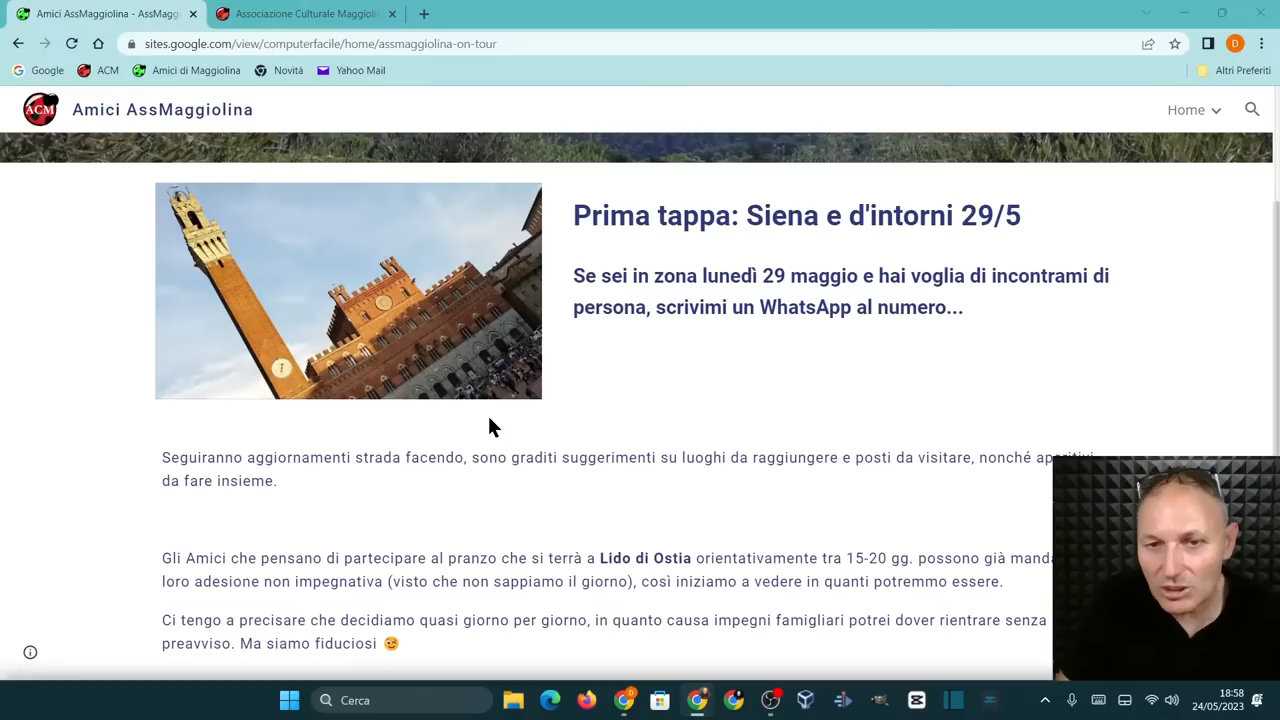 Amici AssMaggiolina - AssMagg
Associazione Culturale Maggioli
sites.google.com/view/computerfacile/home/assmaggiolina-on-tour
D
Google
ACM
Amici di Maggiolina
Novità
Yahoo Mail
Altri Preferiti
ACM
Amici AssMaggiolina
Home
Prima tappa: Siena e d'intorni 29/5
Se sei in zona lunedì 29 maggio e hai voglia di incontrami di
persona, scrivimi un WhatsApp al numero...
Seguiranno aggiornamenti strada facendo, sono graditi suggerimenti su luoghi da raggiungere e posti da visitare, nonché aperitivi
da fare insieme.
Gli Amici che pensano di partecipare al pranzo che si terrà a Lido di Ostia orientativamente tra 15-20 gg. possono già manda
loro adesione non impegnativa (visto che non sappiamo il giorno), così iniziamo a vedere in quanti potremmo essere.
Ci tengo a precisare che decidiamo quasi giorno per giorno, in quanto causa impegni famigliari potrei dover rientrare senza
preavviso. Ma siamo fiduciosi 😊
Cerca
18:58
24/05/2023